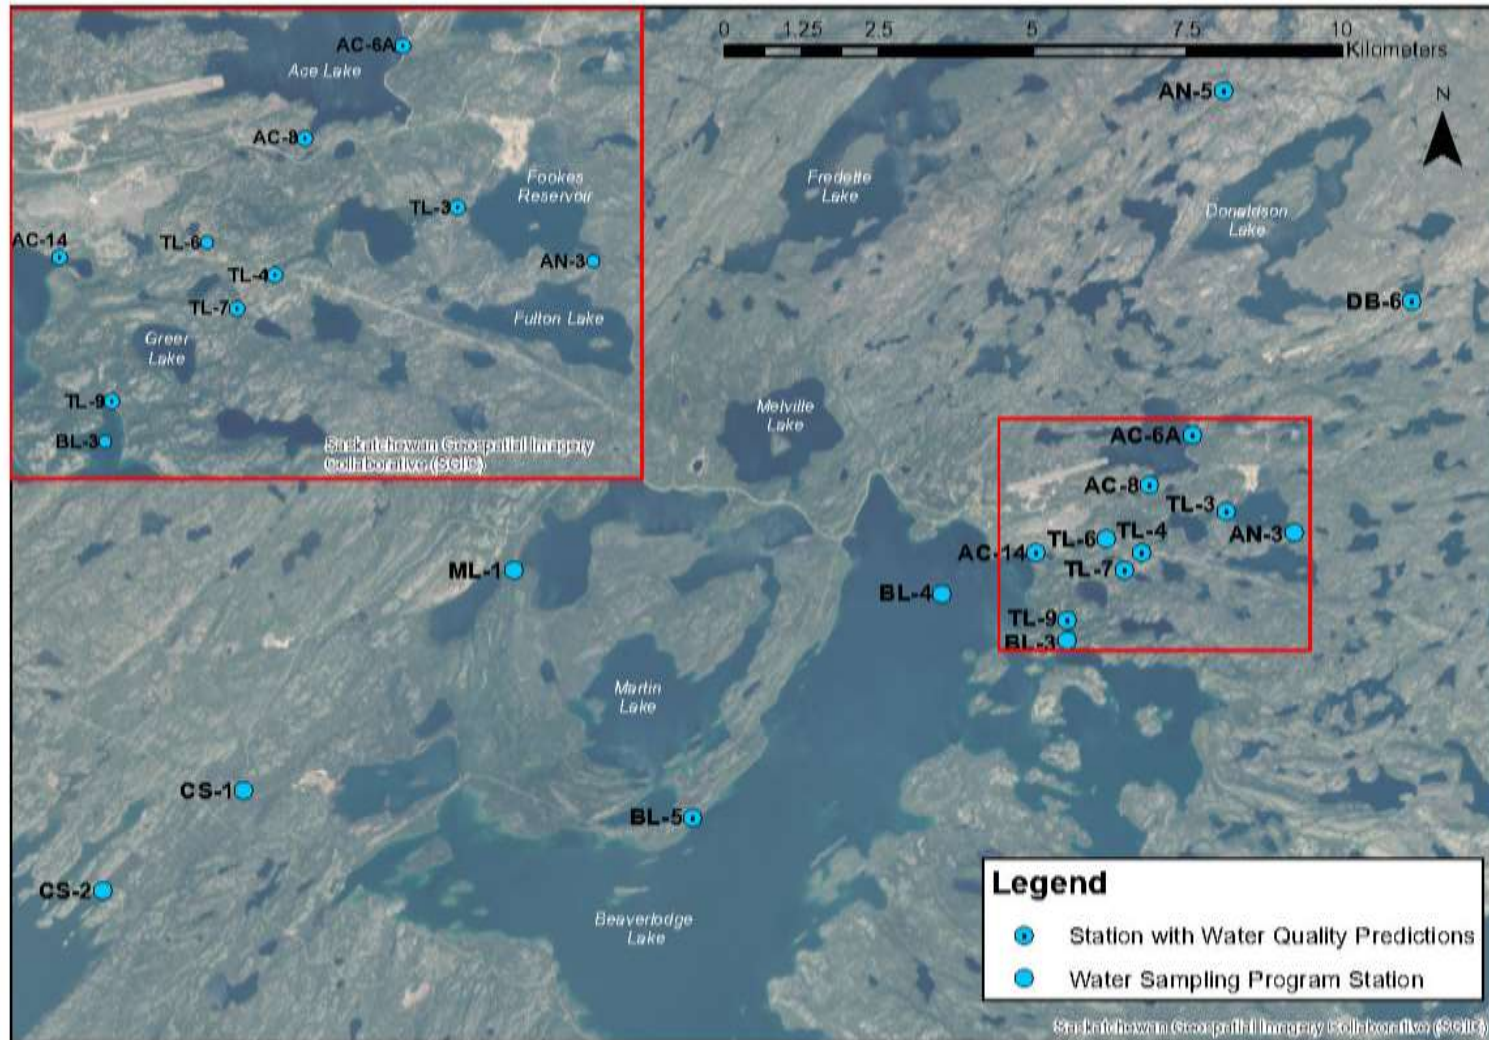 AC-6A
Ace Lake
AC-8
Fookes
Reservoir
TL-3
AC-14
TL-6
TL-4
AN-3
TL-7
Fulton Lake
Greer
Lake
TL-9
BL-3
Saskatchewan Geospatial Imagery
Collaborative (SGIC)
0 1.25 2.5 5 7.5 10
Kilometers
N
AN-5
Fredette
Lake
Donaldson
Lake
DB-6
Melville
Lake
AC-6A
AC-8
TL-3
AN-3
TL-6
TL-4
AC-14
TL-7
ML-1
BL-4
TL-9
BL-3
Martin
Lake
CS-1
BL-5
CS-2
Beaverlodge
Lake
Legend
Station with Water Quality Predictions
Water Sampling Program Station
Saskatchewan Geospatial Imagery Collaborative (SGIC)